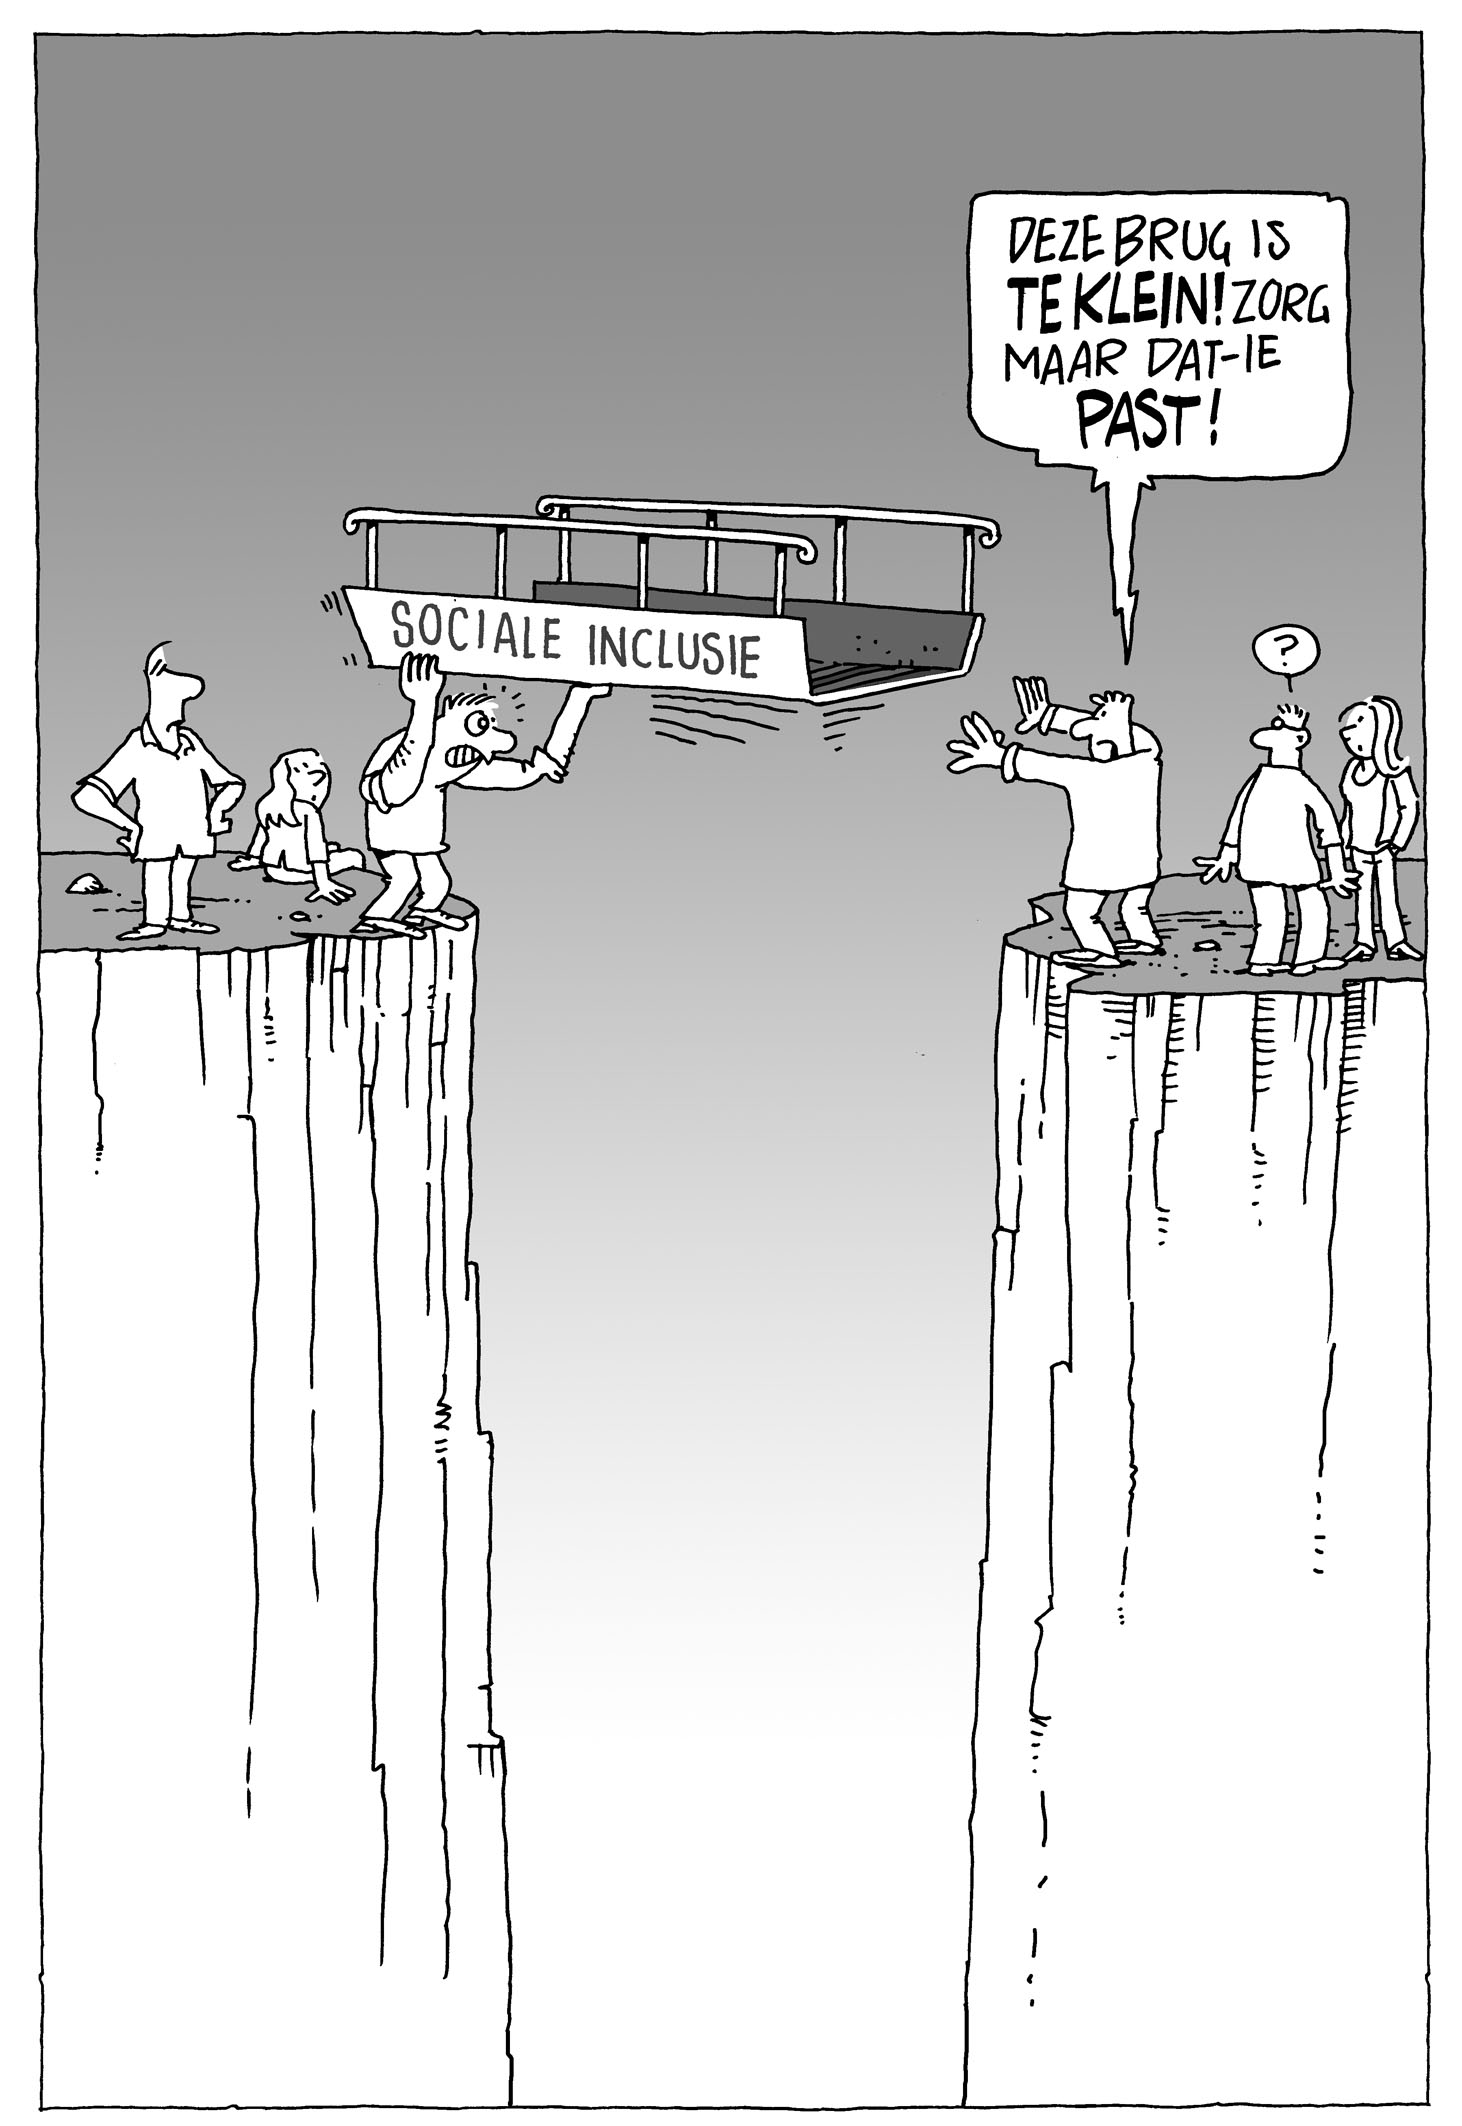 DEZE BRUG IS
TE KLEIN! ZORG
MAAR DAT-IE
PAST!
SOCIALE INCLUSIE
?